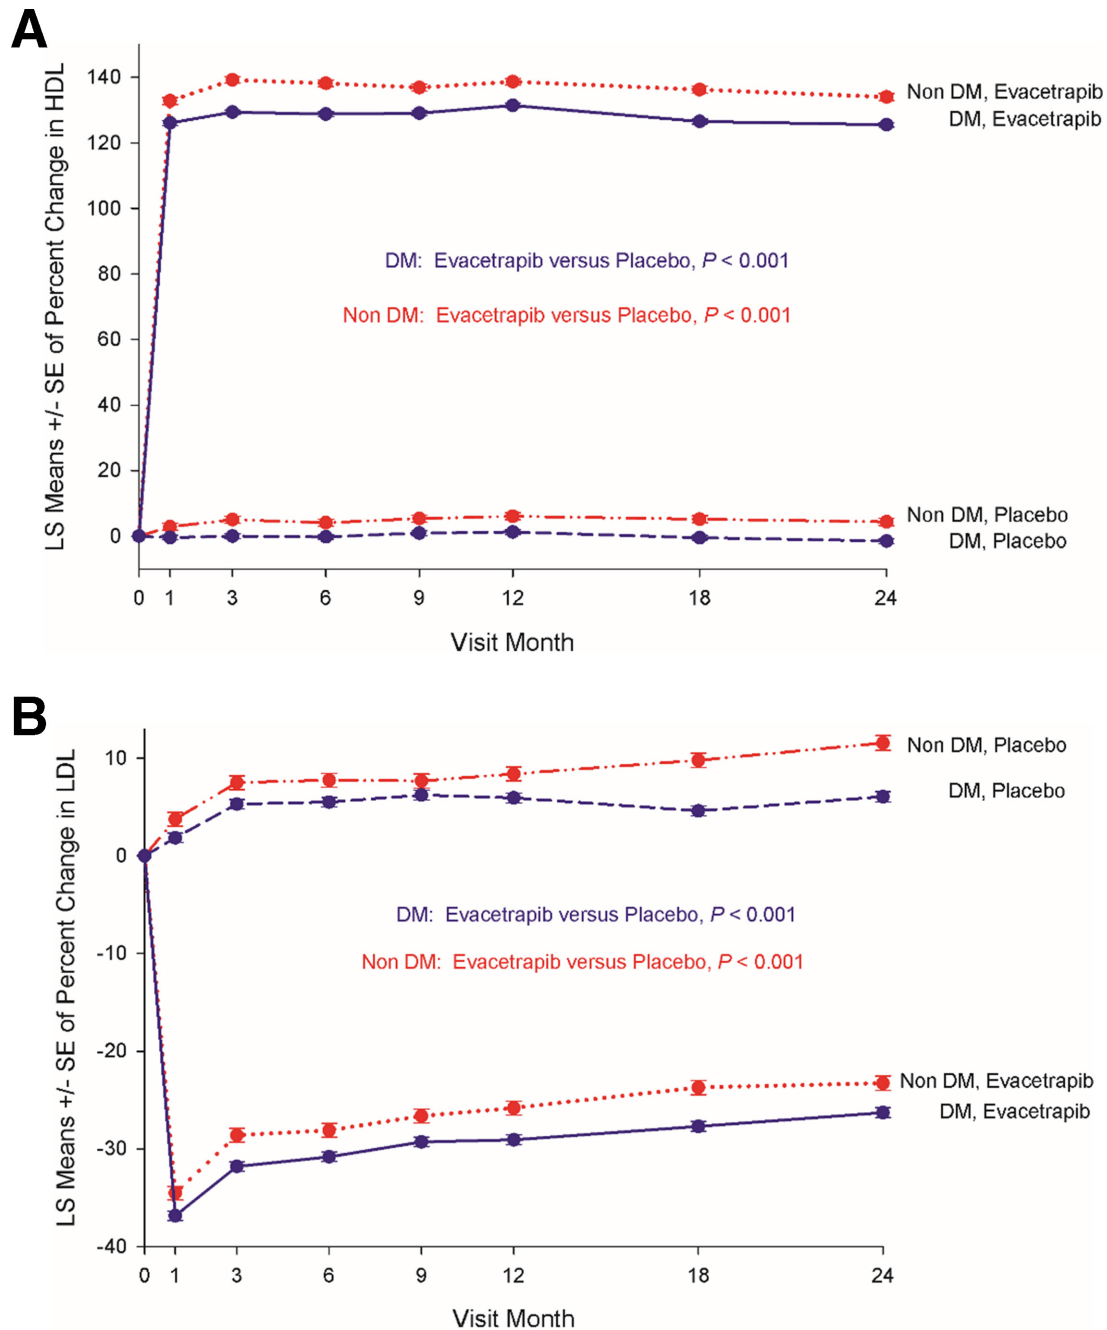 A
LS Means +/- SE of Percent Change in HDL
140
120
100
80
60
40
20
0
Non DM, Evacetrapib
DM, Evacetrapib
DM: Evacetrapib versus Placebo, P < 0.001
Non DM: Evacetrapib versus Placebo, P < 0.001
Non DM, Placebo
DM, Placebo
0 1 3 6 9 12 18 24
Visit Month
B
LS Means +/- SE of Percent Change in LDL
10
0
-10
-20
-30
-40
Non DM, Placebo
DM, Placebo
DM: Evacetrapib versus Placebo, P < 0.001
Non DM: Evacetrapib versus Placebo, P < 0.001
Non DM, Evacetrapib
DM, Evacetrapib
0 1 3 6 9 12 18 24
Visit Month